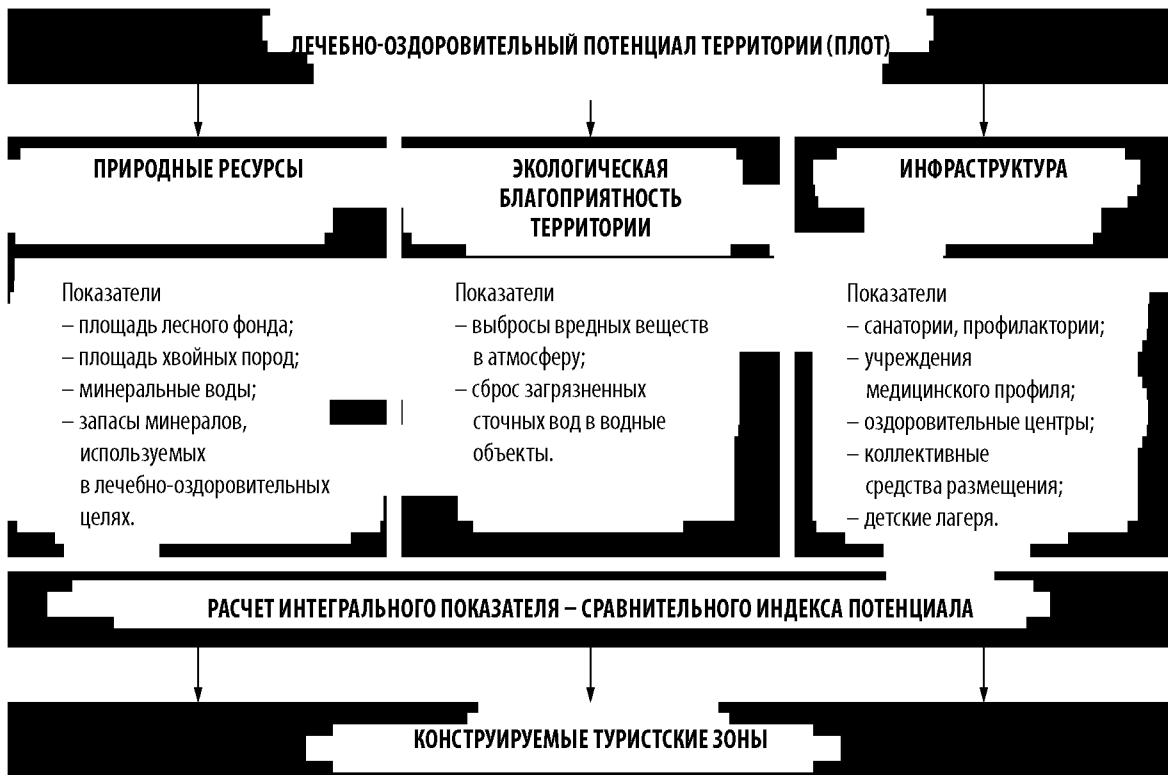 ЛЕЧЕБНО-ОЗДОРОВИТЕЛЬНЫЙ ПОТЕНЦИАЛ ТЕРРИТОРИИ (ПЛОТ)
ПРИРОДНЫЕ РЕСУРСЫ
Показатели
– площадь лесного фонда;
– площадь хвойных пород;
– минеральные воды;
– запасы минералов,
используемых
в лечебно-оздоровительных
целях.
ЭКОЛОГИЧЕСКАЯ
БЛАГОПРИЯТНОСТЬ
ТЕРРИТОРИИ
Показатели
– выбросы вредных веществ
в атмосферу;
– сброс загрязненных
сточных вод в водные
объекты.
ИНФРАСТРУКТУРА
Показатели
– санатории, профилактории;
– учреждения
медицинского профиля;
– оздоровительные центры;
– коллективные
средства размещения;
– детские лагеря.
РАСЧЕТ ИНТЕГРАЛЬНОГО ПОКАЗАТЕЛЯ – СРАВНИТЕЛЬНОГО ИНДЕКСА ПОТЕНЦИАЛА
КОНСТРУИРУЕМЫЕ ТУРИСТСКИЕ ЗОНЫ